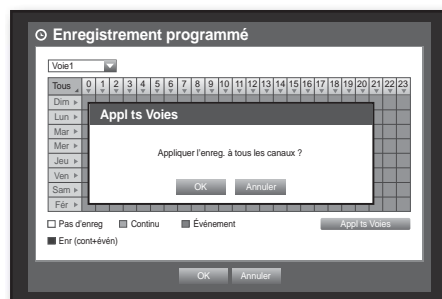 Enregistrement programmé
Voie1
Tous 0 1 2 3 4 5 6 7 8 9 10 11 12 13 14 15 16 17 18 19 20 21 22 23
Dim
Lun
Mar
Mer
Jeu
Ven
Sam
Fér
Appl ts Voies
Appliquer l'enreg. à tous les canaux ?
OK Annuler
Pas d'enreg Continu Événement Appl ts Voies
Enr (cont+évén)
OK Annuler